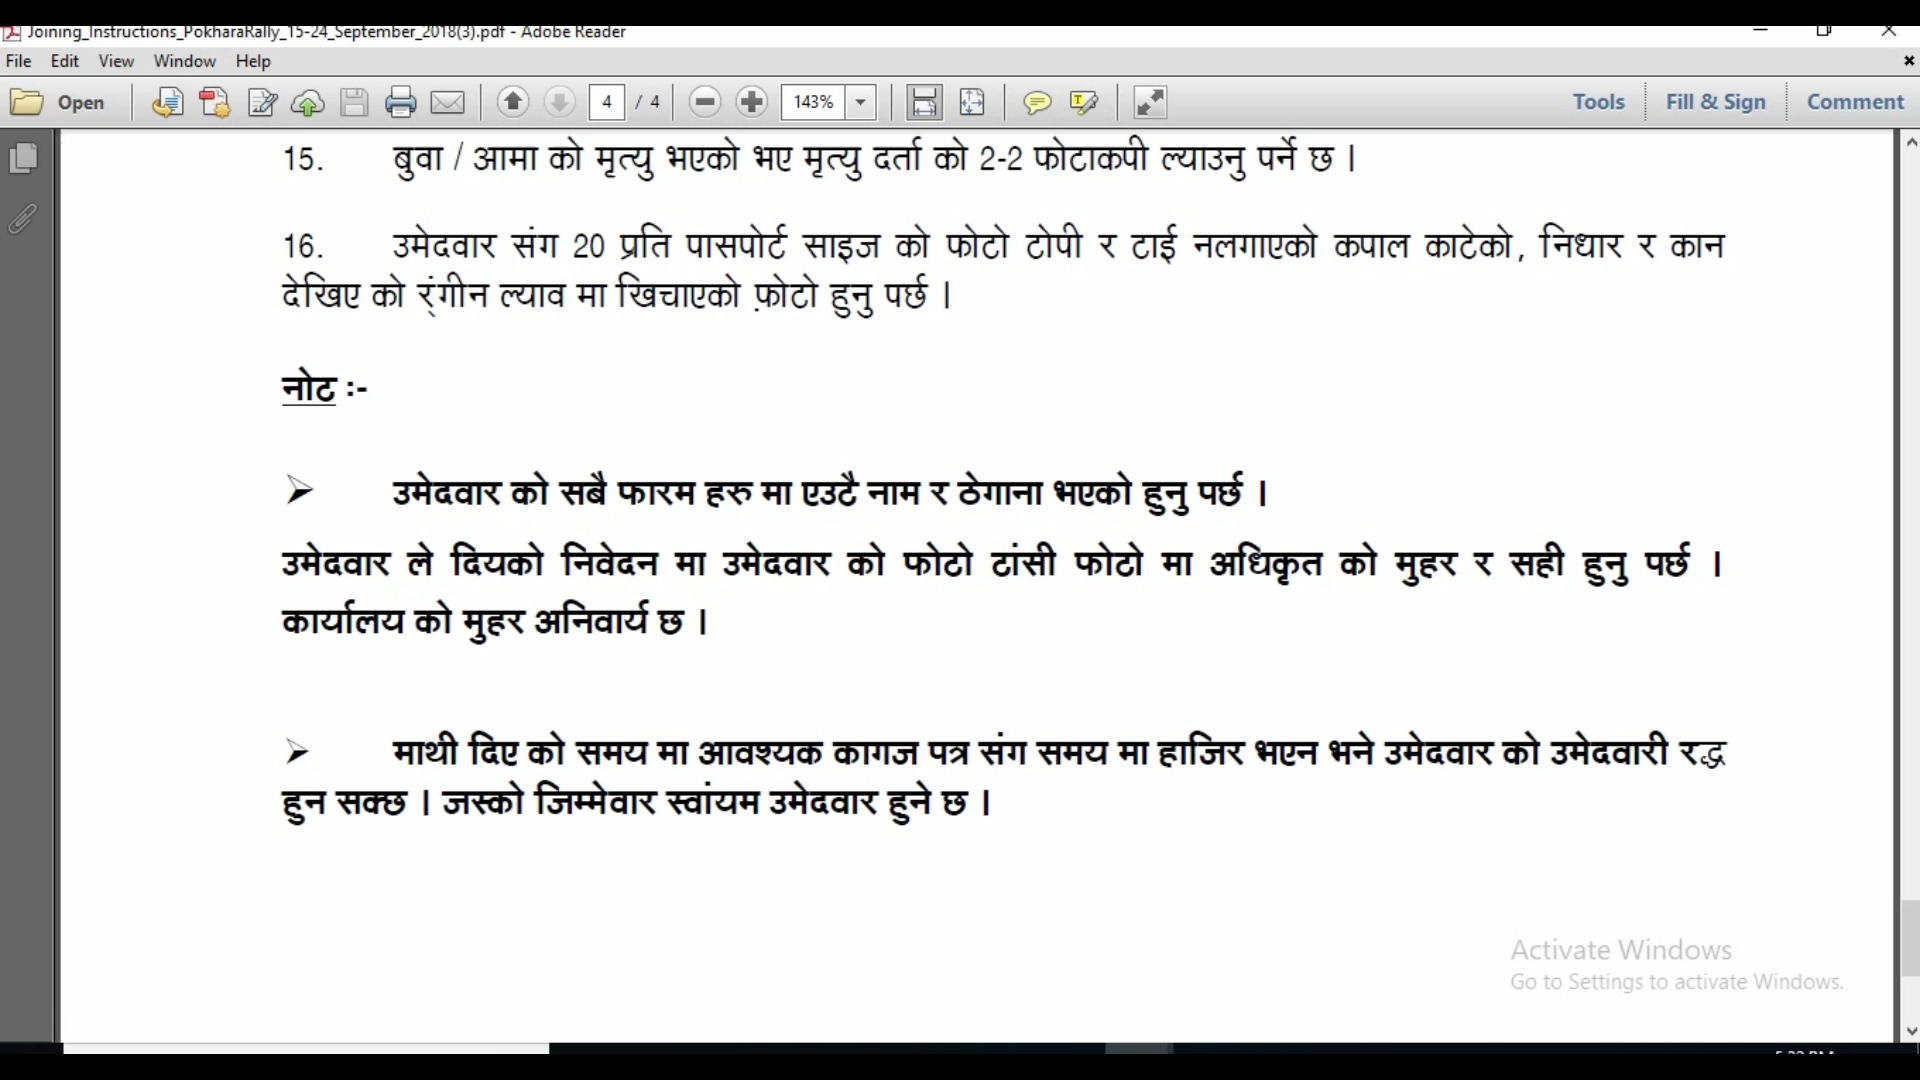 Joining_Instructions_PokharaRally_15-24_September_2018(3).pdf - Adobe Reader
File Edit View Window Help
Open 4 / 4 143% Tools Fill & Sign Comment
15. बुवा / आमा को मृत्यु भएको भए मृत्यु दर्ता को 2-2 फोटाकपी ल्याउनु पर्ने छ |
16. उमेदवार संग 20 प्रति पासपोर्ट साइज को फोटो टोपी र टाई नलगाएको कपाल काटेको, निधार र कान
देखिए को रंगीन ल्याव मा खिचाएको फ़ोटो हुनु पर्छ |
नोट :-
➢ उमेदवार को सबै फारम हरु मा एउटै नाम र ठेगाना भएको हुनु पर्छ |
उमेदवार ले दियको निवेदन मा उमेदवार को फोटो टांसी फोटो मा अधिकृत को मुहर र सही हुनु पर्छ |
कार्यालय को मुहर अनिवार्य छ |
➢ माथी दिए को समय मा आवश्यक कागज पत्र संग समय मा हाजिर भएन भने उमेदवार को उमेदवारी रद्ध
हुन सक्छ | जस्को जिम्मेवार स्वांयम उमेदवार हुने छ |
Activate Windows
Go to Settings to activate Windows.